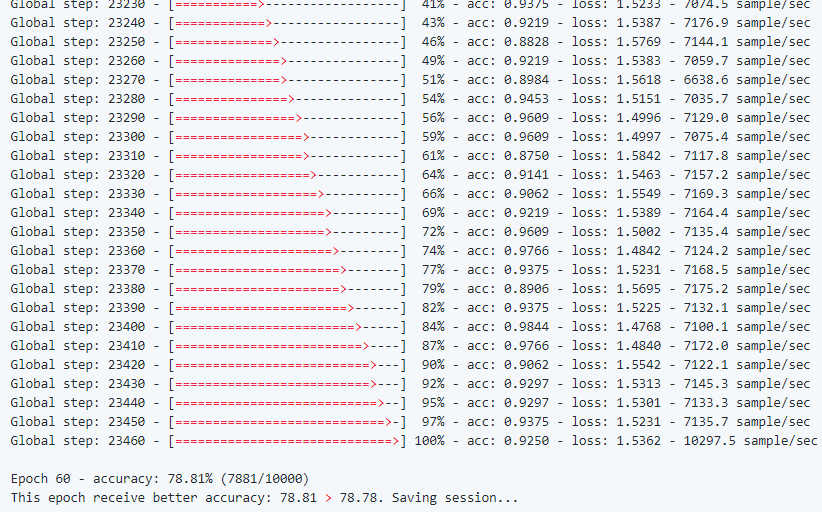 Global step: 23230 - [===========>------------------] 41% - acc: 0.9375 - loss: 1.5233 - 7074.5 sample/sec
Global step: 23240 - [============>-----------------] 43% - acc: 0.9219 - loss: 1.5387 - 7176.9 sample/sec
Global step: 23250 - [=============>----------------] 46% - acc: 0.8828 - loss: 1.5769 - 7144.1 sample/sec
Global step: 23260 - [==============>---------------] 49% - acc: 0.9219 - loss: 1.5383 - 7059.7 sample/sec
Global step: 23270 - [==============>---------------] 51% - acc: 0.8984 - loss: 1.5618 - 6638.6 sample/sec
Global step: 23280 - [===============>--------------] 54% - acc: 0.9453 - loss: 1.5151 - 7035.7 sample/sec
Global step: 23290 - [================>-------------] 56% - acc: 0.9609 - loss: 1.4996 - 7129.0 sample/sec
Global step: 23300 - [=================>------------] 59% - acc: 0.9609 - loss: 1.4997 - 7075.4 sample/sec
Global step: 23310 - [=================>------------] 61% - acc: 0.8750 - loss: 1.5842 - 7117.8 sample/sec
Global step: 23320 - [==================>-----------] 64% - acc: 0.9141 - loss: 1.5463 - 7157.2 sample/sec
Global step: 23330 - [===================>----------] 66% - acc: 0.9062 - loss: 1.5549 - 7169.3 sample/sec
Global step: 23340 - [====================>---------] 69% - acc: 0.9219 - loss: 1.5389 - 7164.4 sample/sec
Global step: 23350 - [====================>---------] 72% - acc: 0.9609 - loss: 1.5002 - 7135.4 sample/sec
Global step: 23360 - [=====================>--------] 74% - acc: 0.9766 - loss: 1.4842 - 7124.2 sample/sec
Global step: 23370 - [======================>-------] 77% - acc: 0.9375 - loss: 1.5231 - 7168.5 sample/sec
Global step: 23380 - [======================>-------] 79% - acc: 0.8906 - loss: 1.5695 - 7175.2 sample/sec
Global step: 23390 - [=======================>------] 82% - acc: 0.9375 - loss: 1.5225 - 7132.1 sample/sec
Global step: 23400 - [========================>-----] 84% - acc: 0.9844 - loss: 1.4768 - 7100.1 sample/sec
Global step: 23410 - [=========================>----] 87% - acc: 0.9766 - loss: 1.4840 - 7172.0 sample/sec
Global step: 23420 - [==========================>---] 90% - acc: 0.9062 - loss: 1.5542 - 7122.1 sample/sec
Global step: 23430 - [==========================>---] 92% - acc: 0.9297 - loss: 1.5313 - 7145.3 sample/sec
Global step: 23440 - [===========================>--] 95% - acc: 0.9297 - loss: 1.5301 - 7133.3 sample/sec
Global step: 23450 - [============================>-] 97% - acc: 0.9375 - loss: 1.5231 - 7135.7 sample/sec
Global step: 23460 - [=============================>] 100% - acc: 0.9250 - loss: 1.5362 - 10297.5 sample/sec
Epoch 60 - accuracy: 78.81% (7881/10000)
This epoch receive better accuracy: 78.81 > 78.78. Saving session...